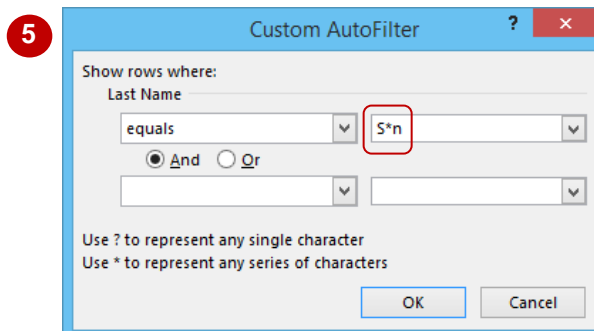 5
Custom AutoFilter ? ×
Show rows where:
Last Name
equals S*n
And Or
Use ? to represent any single character
Use * to represent any series of characters
OK Cancel